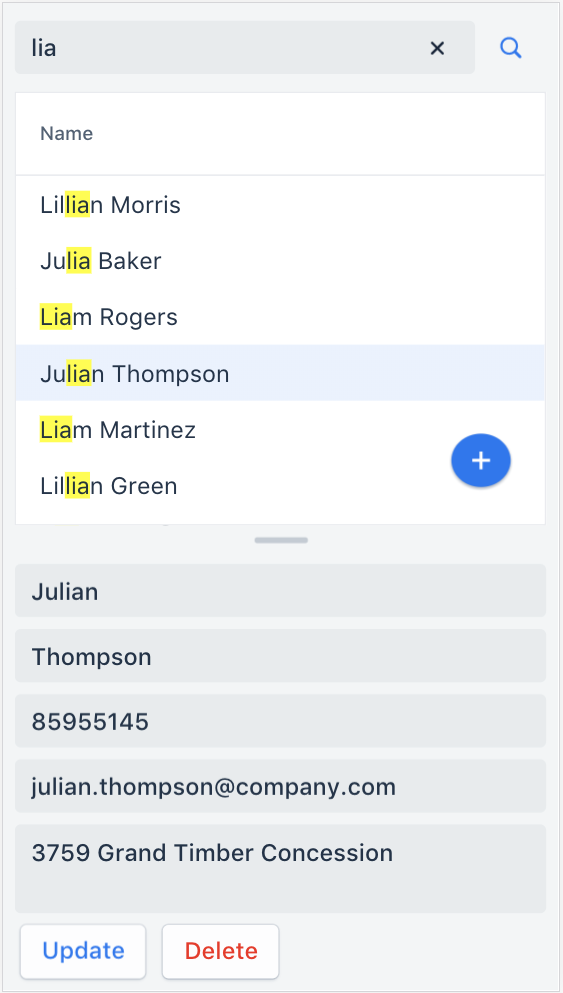 lia
Name
Lillian Morris
Julia Baker
Liam Rogers
Julian Thompson
Liam Martinez
Lillian Green
Julian
Thompson
85955145
julian.thompson@company.com
3759 Grand Timber Concession
Update Delete